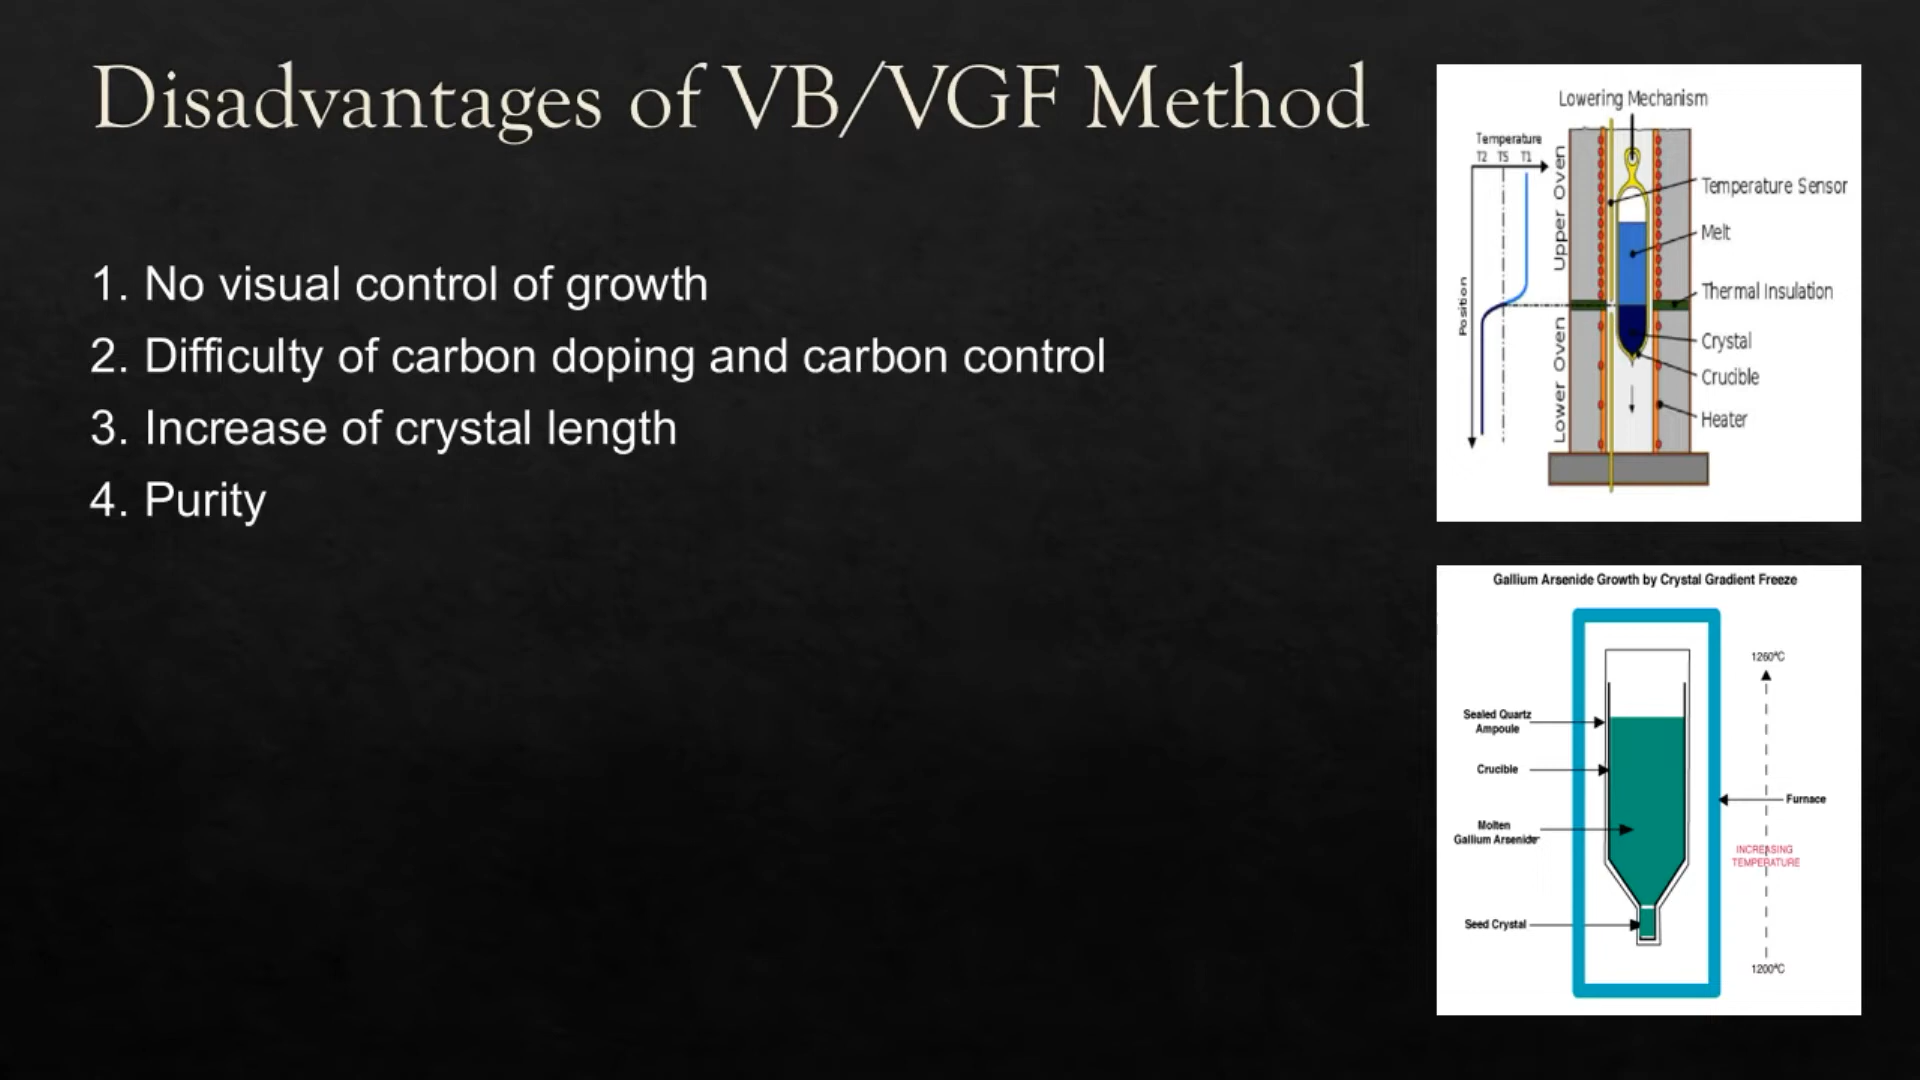 Disadvantages of VB/VGF Method
1. No visual control of growth
2. Difficulty of carbon doping and carbon control
3. Increase of crystal length
4. Purity
Lowering Mechanism
Temperature
T2 TS T1
Upper Oven
Temperature Sensor
Melt
Position
Thermal Insulation
Lower Oven
Crystal
Crucible
Heater
Gallium Arsenide Growth by Crystal Gradient Freeze
1260°C
Sealed Quartz
Ampoule
Crucible
Furnace
Molten
Gallium Arsenide
INCREASING
TEMPERATURE
Seed Crystal
1200°C